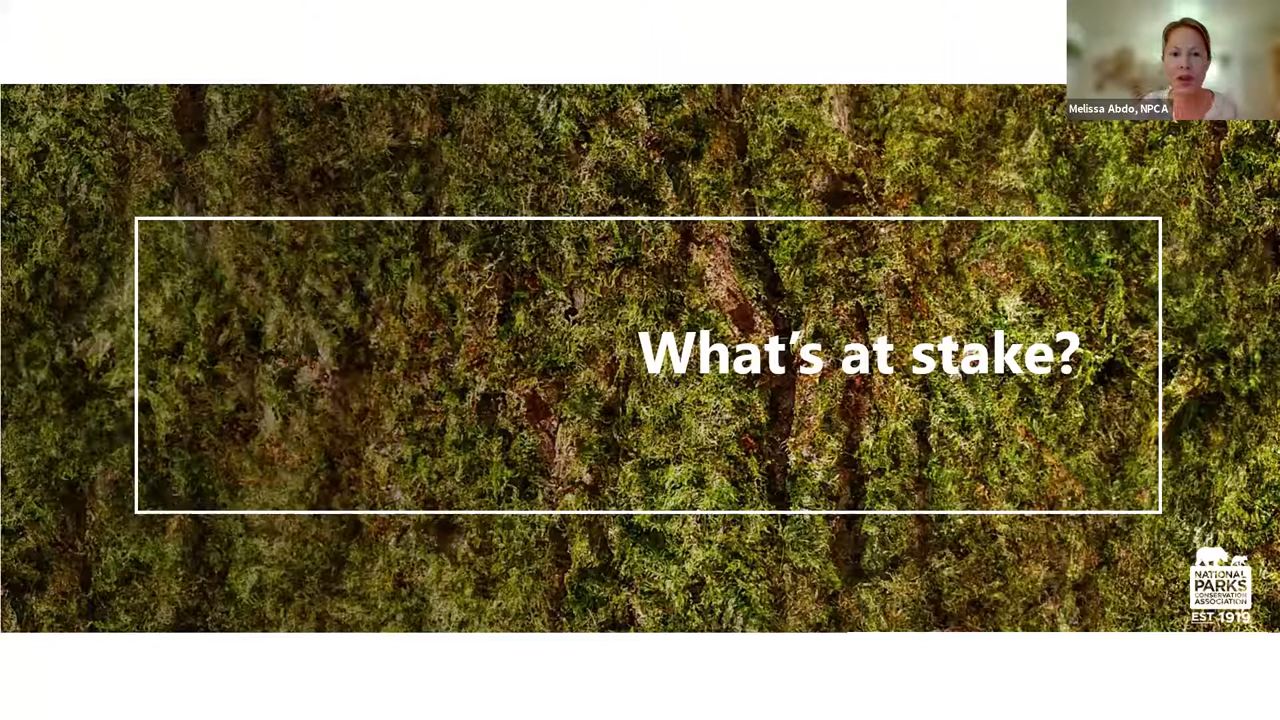 Melissa Abdo, NPCA
What's at stake?
NATIONAL
PARKS
CONSERVATION
ASSOCIATION
EST 1919